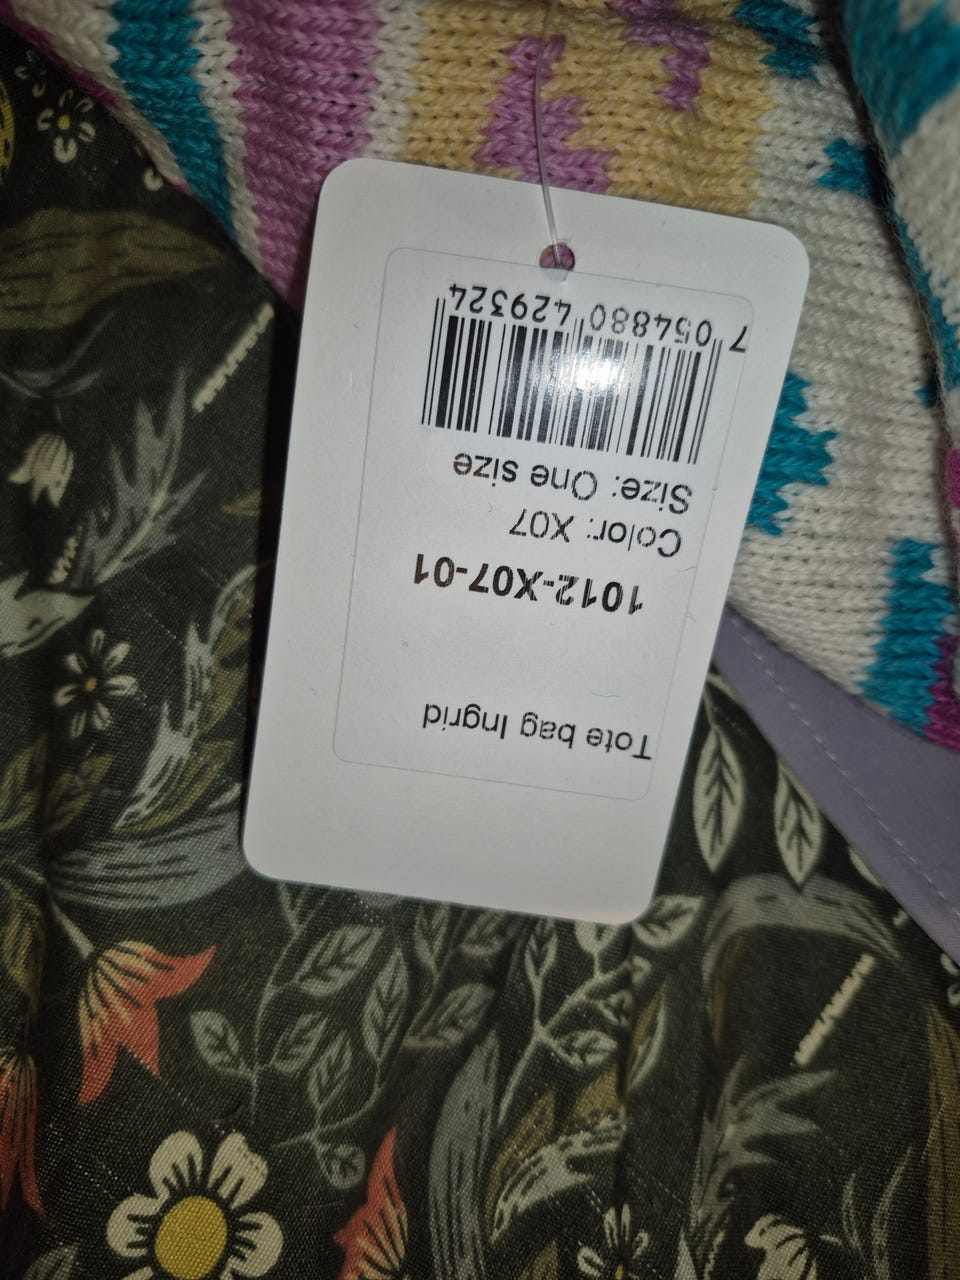 Tote bag Ingrid
1012-X07-01
Color: X07
Size: One size
7 054880 429324